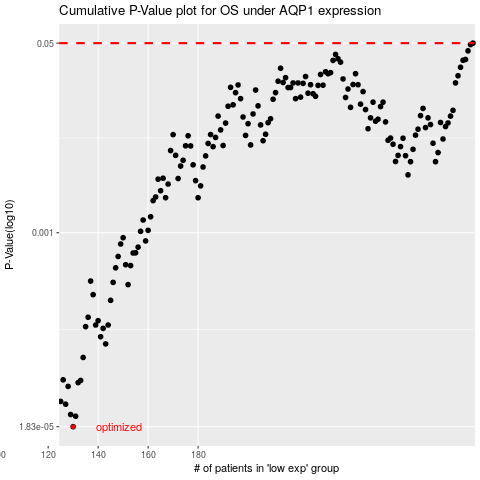 Cumulative P-Value plot for OS under AQP1 expression
P-Value(log10)
0.05
0.001
1.83e-05
optimized
00 120 140 160 180
# of patients in 'low exp' group